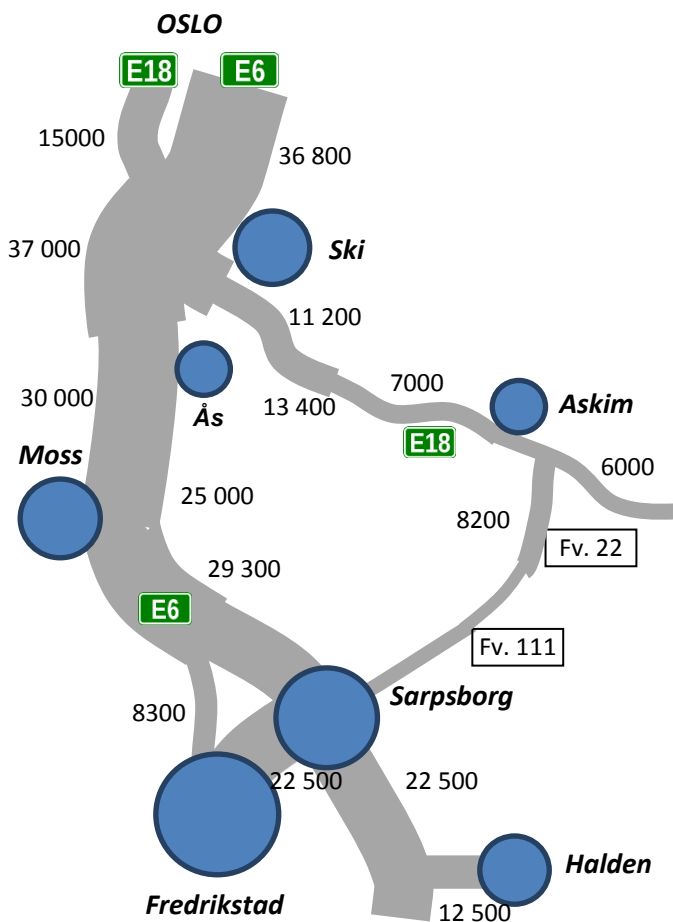 OSLO
E18
E6
15000
36 800
37 000
Ski
11 200
7000
30 000
13 400
Askim
Ås
E18
Moss
6000
25 000
8200
Fv. 22
29 300
E6
Fv. 111
Sarpsborg
8300
22 500
22 500
Halden
Fredrikstad
12 500